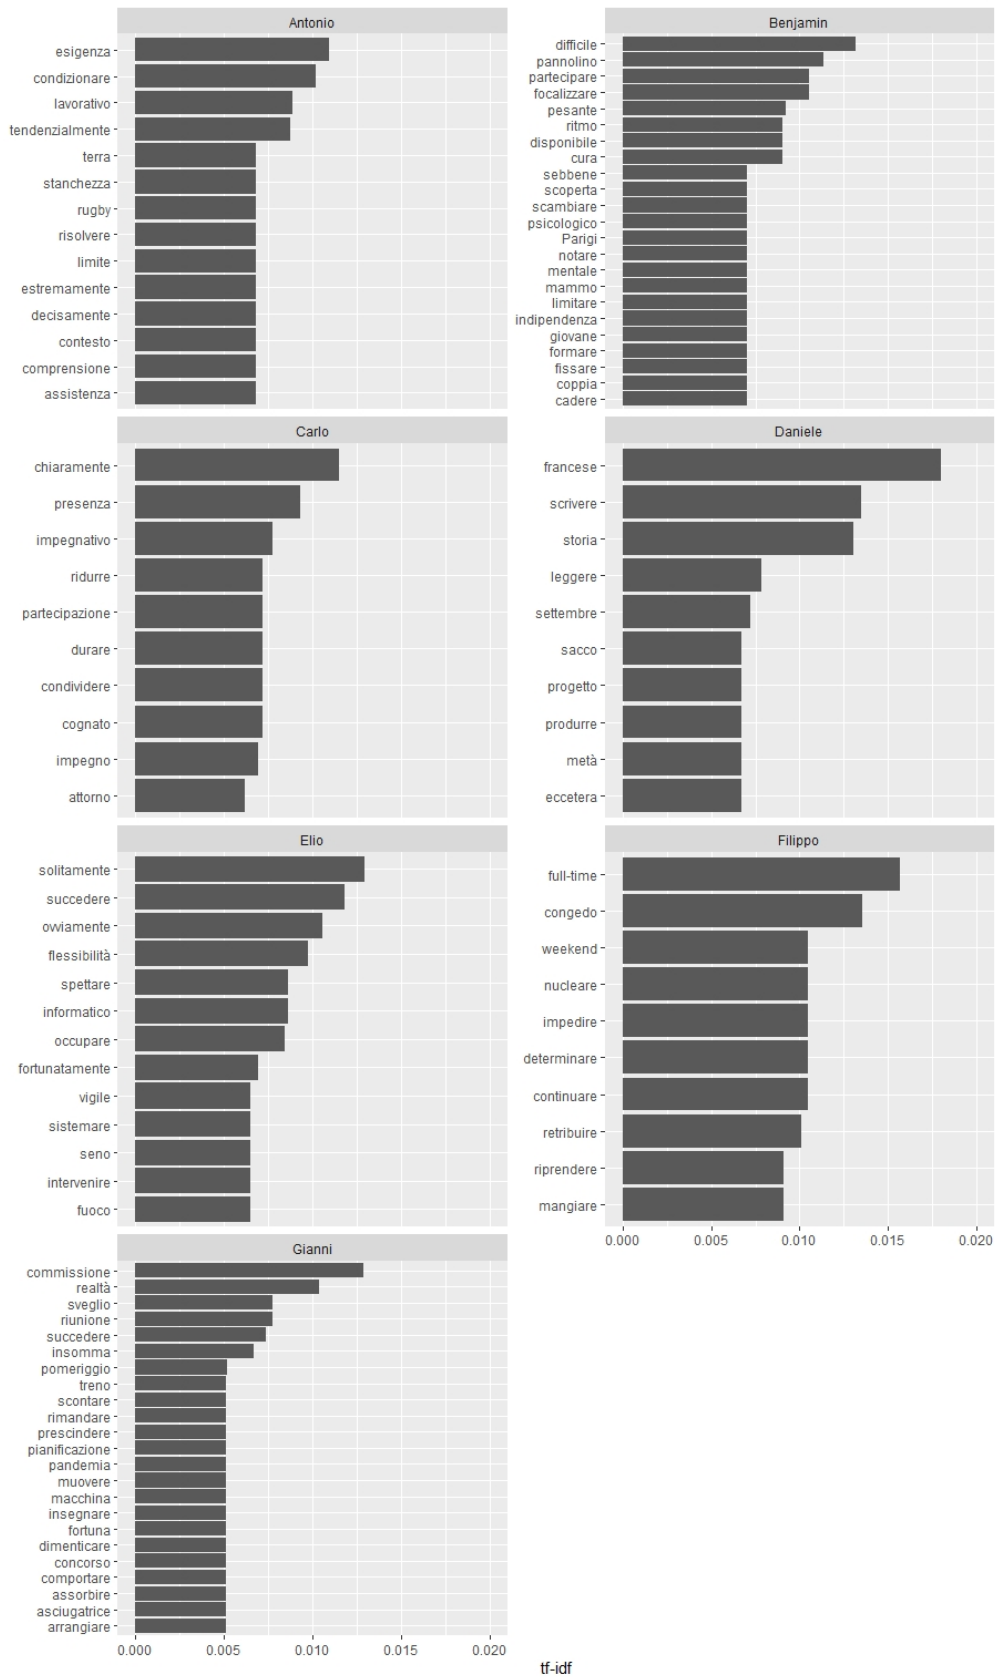 Antonio
esigenza
condizionare
lavorativo
tendenzialmente
terra
stanchezza
rugby
risolvere
limite
estremamente
decisamente
contesto
comprensione
assistenza
Benjamin
difficile
pannolino
partecipare
focalizzare
pesante
ritmo
disponibile
cura
sebbene
scoperta
scambiare
psicologico
Parigi
notare
mentale
mammo
limitare
indipendenza
giovane
formare
fissare
coppia
cadere
Carlo
chiaramente
presenza
impegnativo
ridurre
partecipazione
durare
condividere
cognato
impegno
attorno
Daniele
francese
scrivere
storia
leggere
settembre
sacco
progetto
produrre
metà
eccetera
Elio
solitamente
succedere
ovviamente
flessibilità
spettare
informatico
occupare
fortunatamente
vigile
sistemare
seno
intervenire
fuoco
Filippo
full-time
congedo
weekend
nucleare
impedire
determinare
continuare
retribuire
riprendere
mangiare
0.000 0.005 0.010 0.015 0.020
Gianni
commissione
realtà
sveglio
riunione
succedere
insomma
pomeriggio
treno
scontare
rimandare
prescindere
pianificazione
pandemia
muovere
macchina
insegnare
fortuna
dimenticare
concorso
comportare
assorbire
asciugatrice
arrangiare
0.000 0.005 0.010 0.015 0.020
tf-idf